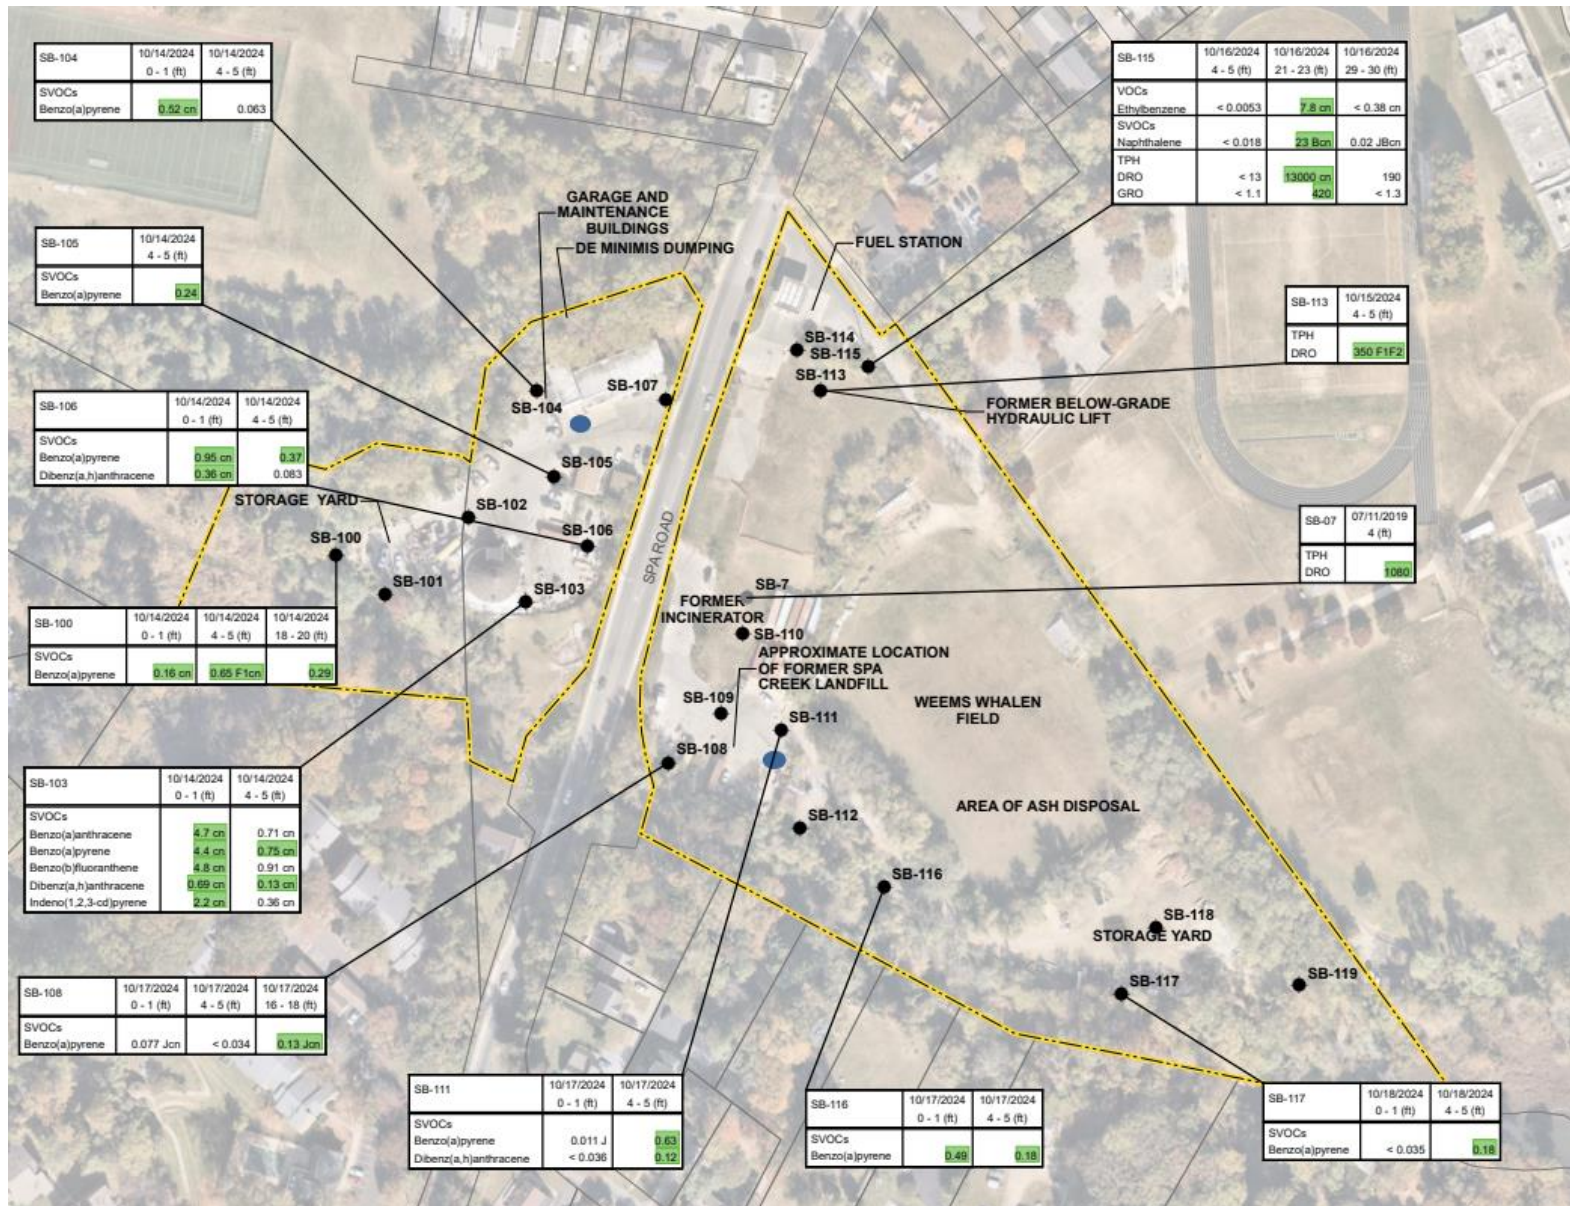 SB-104 10/14/2024 10/14/2024
0 - 1 (ft) 4 - 5 (ft)
SVOCs
Benzo(a)pyrene 0.52 cn 0.063
SB-115 10/16/2024 10/16/2024 10/16/2024
4 - 5 (ft) 21 - 23 (ft) 29 - 30 (ft)
VOCs
Ethylbenzene < 0.0053 7.8 cn < 0.38 cn
SVOCs
Naphthalene < 0.018 23 Bcn 0.02 JBcn
TPH
DRO < 13 13000 cn 190
GRO < 1.1 420 < 1.3
GARAGE AND
MAINTENANCE
BUILDINGS
DE MINIMIS DUMPING
FUEL STATION
SB-105 10/14/2024
4 - 5 (ft)
SVOCs
Benzo(a)pyrene 0.24
SB-113 10/15/2024
4 - 5 (ft)
TPH
DRO 350 F1F2
SB-114
SB-115
SB-113
SB-107
SB-104
FORMER BELOW-GRADE
HYDRAULIC LIFT
SB-106 10/14/2024 10/14/2024
0 - 1 (ft) 4 - 5 (ft)
SVOCs
Benzo(a)pyrene 0.95 cn 0.37
Dibenz(a,h)anthracene 0.36 cn 0.083
SB-105
STORAGE YARD
SB-102
SB-106
SB-100
SB-101
SB-103
SPA ROAD
SB-07 07/11/2019
4 (ft)
TPH
DRO 1080
SB-7
FORMER
INCINERATOR
SB-110
APPROXIMATE LOCATION
OF FORMER SPA
CREEK LANDFILL
SB-100 10/14/2024 10/14/2024 10/14/2024
0 - 1 (ft) 4 - 5 (ft) 18 - 20 (ft)
SVOCs
Benzo(a)pyrene 0.16 cn 0.65 F1cn 0.29
SB-109
SB-111
SB-108
WEEMS WHALEN
FIELD
AREA OF ASH DISPOSAL
SB-112
SB-116
SB-103 10/14/2024 10/14/2024
0 - 1 (ft) 4 - 5 (ft)
SVOCs
Benzo(a)anthracene 4.7 cn 0.71 cn
Benzo(a)pyrene 4.4 cn 0.75 cn
Benzo(b)fluoranthene 4.8 cn 0.91 cn
Dibenz(a,h)anthracene 0.69 cn 0.13 cn
Indeno(1,2,3-cd)pyrene 2.2 cn 0.36 cn
SB-118
STORAGE YARD
SB-117
SB-119
SB-108 10/17/2024 10/17/2024 10/17/2024
0 - 1 (ft) 4 - 5 (ft) 16 - 18 (ft)
SVOCs
Benzo(a)pyrene 0.077 Jcn < 0.034 0.13 Jcn
SB-111 10/17/2024 10/17/2024
0 - 1 (ft) 4 - 5 (ft)
SVOCs
Benzo(a)pyrene 0.011 J 0.63
Dibenz(a,h)anthracene < 0.036 0.12
SB-116 10/17/2024 10/17/2024
0 - 1 (ft) 4 - 5 (ft)
SVOCs
Benzo(a)pyrene 0.49 0.18
SB-117 10/18/2024 10/18/2024
0 - 1 (ft) 4 - 5 (ft)
SVOCs
Benzo(a)pyrene < 0.035 0.18